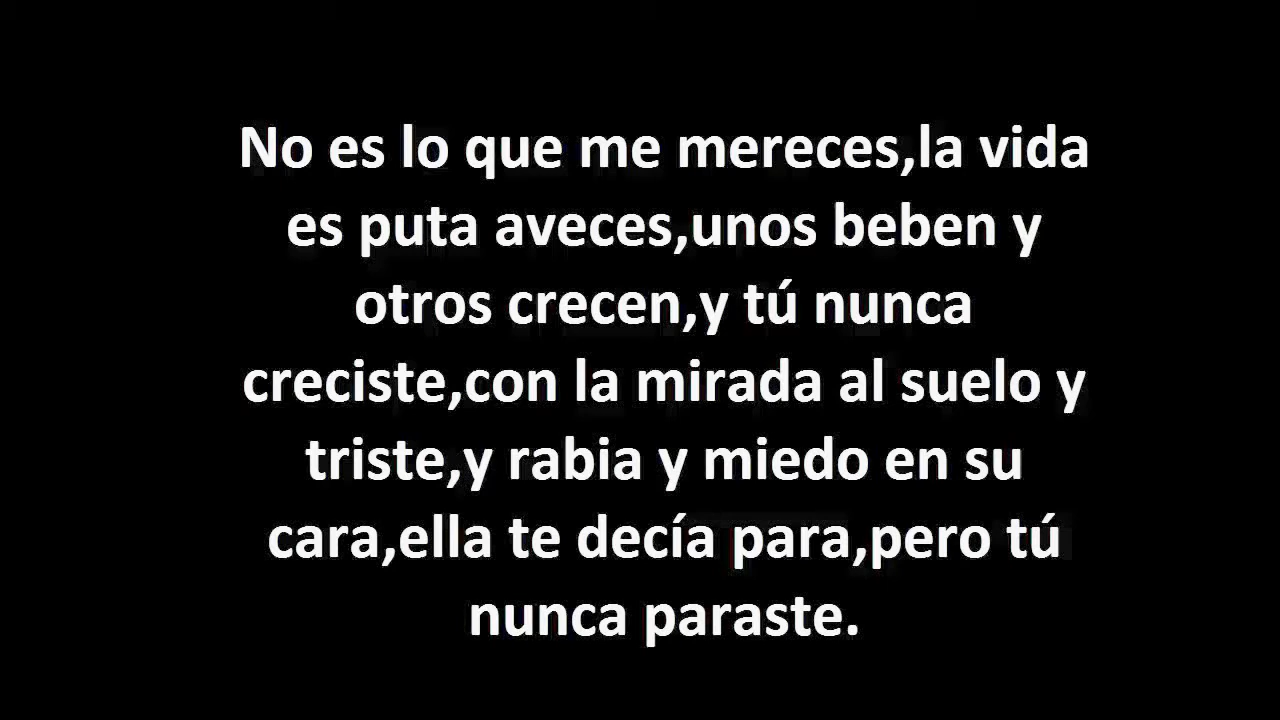 No es lo que me mereces,la vida
es puta aveces,unos beben y
otros crecen,y tú nunca
creciste,con la mirada al suelo y
triste,y rabia y miedo en su
cara,ella te decía para,pero tú
nunca paraste.